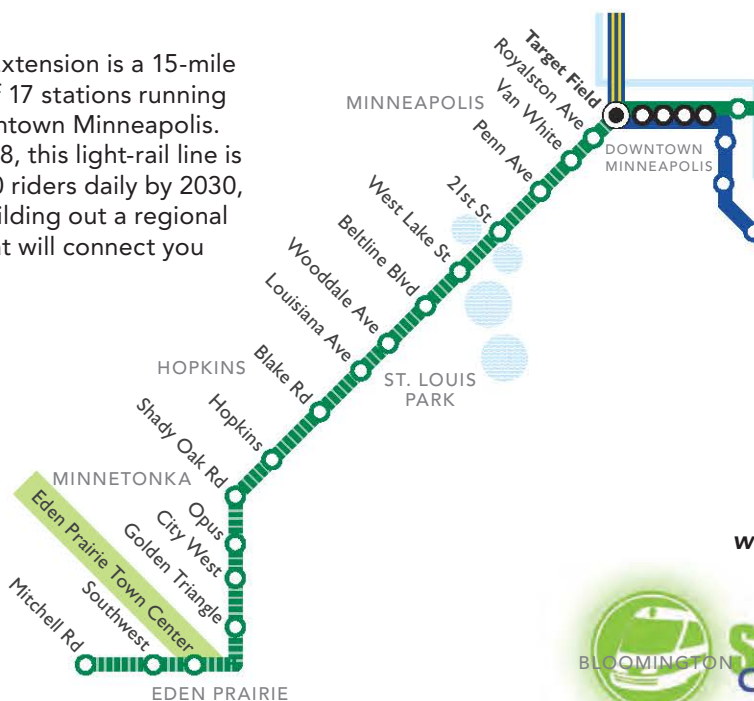 xtension is a 15-mile
17 stations running
ntown Minneapolis.
8, this light-rail line is
0 riders daily by 2030,
ilding out a regional
t will connect you
Target Field
Royalston Ave
Van White
Penn Ave
21st St
West Lake St
Beltline Blvd
Wooddale Ave
Louisiana Ave
Blake Rd
Hopkins
Shady Oak Rd
Opus
City West
Golden Triangle
Eden Prairie Town Center
Southwest
Mitchell Rd
MINNEAPOLIS
DOWNTOWN
MINNEAPOLIS
HOPKINS
ST. LOUIS
PARK
MINNETONKA
EDEN PRAIRIE
w
BLOOMINGTON
S